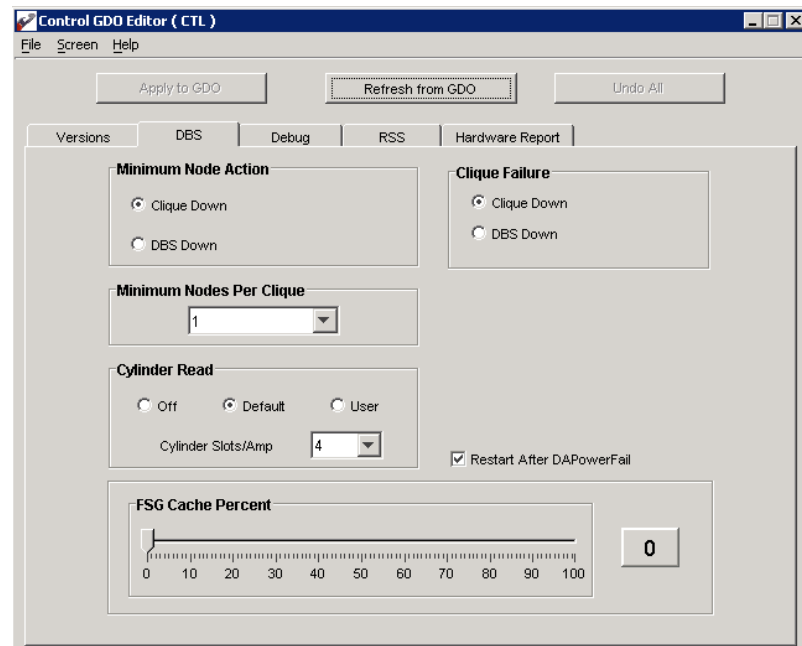 Control GDO Editor ( CTL )
File Screen Help
Apply to GDO Refresh from GDO Undo All
Versions DBS Debug RSS Hardware Report
Minimum Node Action
Clique Down
DBS Down
Clique Failure
Clique Down
DBS Down
Minimum Nodes Per Clique
1
Cylinder Read
Off Default User
Cylinder Slots/Amp 4
Restart After DAPowerFail
FSG Cache Percent
0 10 20 30 40 50 60 70 80 90 100
0